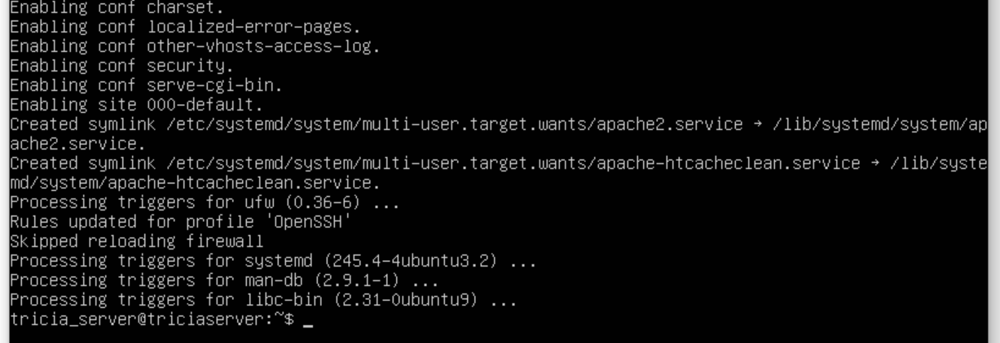 Enabling conf charset.
Enabling conf localized-error-pages.
Enabling conf other-vhosts-access-log.
Enabling conf security.
Enabling conf serve-cgi-bin.
Enabling site 000-default.
Created symlink /etc/systemd/system/multi-user.target.wants/apache2.service → /lib/systemd/system/ap
ache2.service.
Created symlink /etc/systemd/system/multi-user.target.wants/apache-htcacheclean.service → /lib/syste
md/system/apache-htcacheclean.service.
Processing triggers for ufw (0.36-6) ...
Rules updated for profile 'OpenSSH'
Skipped reloading firewall
Processing triggers for systemd (245.4-4ubuntu3.2) ...
Processing triggers for man-db (2.9.1-1) ...
Processing triggers for libc-bin (2.31-0ubuntu9) ...
tricia_server@triciaserver:~$ _